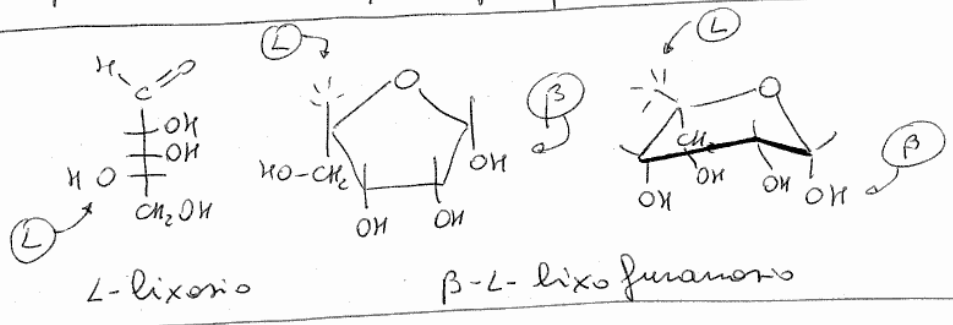 L
L
H O
C
OH
OH
H O
CH₂OH
L
O
β
HO-CH₂
OH
OH
OH
O
CH₂
OH
OH
OH
OH
β
L-lixosio
β-L-lixofuranosio